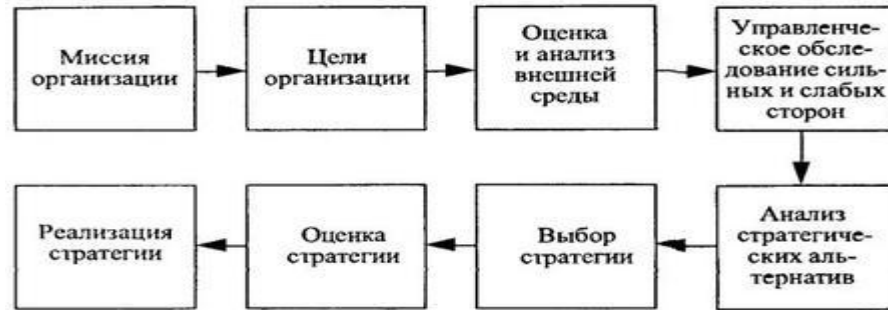 Миссия
организации
Цели
организации
Оценка
и анализ
внешней
среды
Управленче-
ское обсле-
дование силь-
ных и слабых
сторон
Реализация
стратегии
Оценка
стратегии
Выбор
стратегии
Анализ
стратегиче-
ских аль-
тернатив